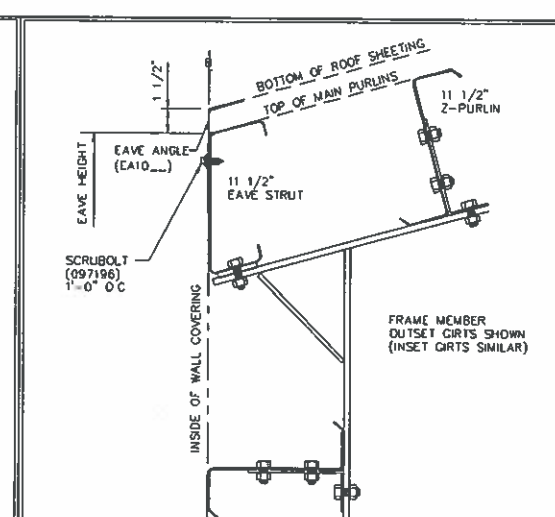 BOTTOM OF ROOF SHEETING
TOP OF MAIN PURLINS
1 1/2"
11 1/2"
Z-PURLIN
EAVE HEIGHT
EAVE ANGLE
(EA10__)
11 1/2"
EAVE STRUT
SCRUBOLT
(097196)
1'-0" O C
INSIDE OF WALL COVERING
FRAME MEMBER
OUTSET GIRTS SHOWN
(INSET GIRTS SIMILAR)